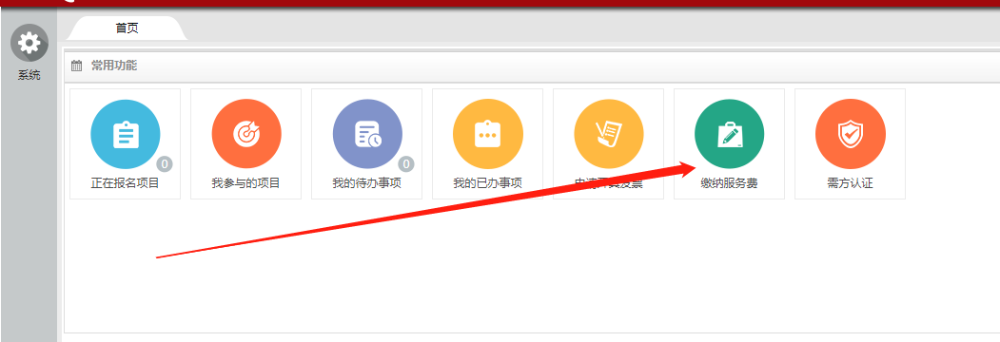 首页
系统
常用功能
0
0
正在报名项目
我参与的项目
我的待办事项
我的已办事项
缴纳服务费
需方认证